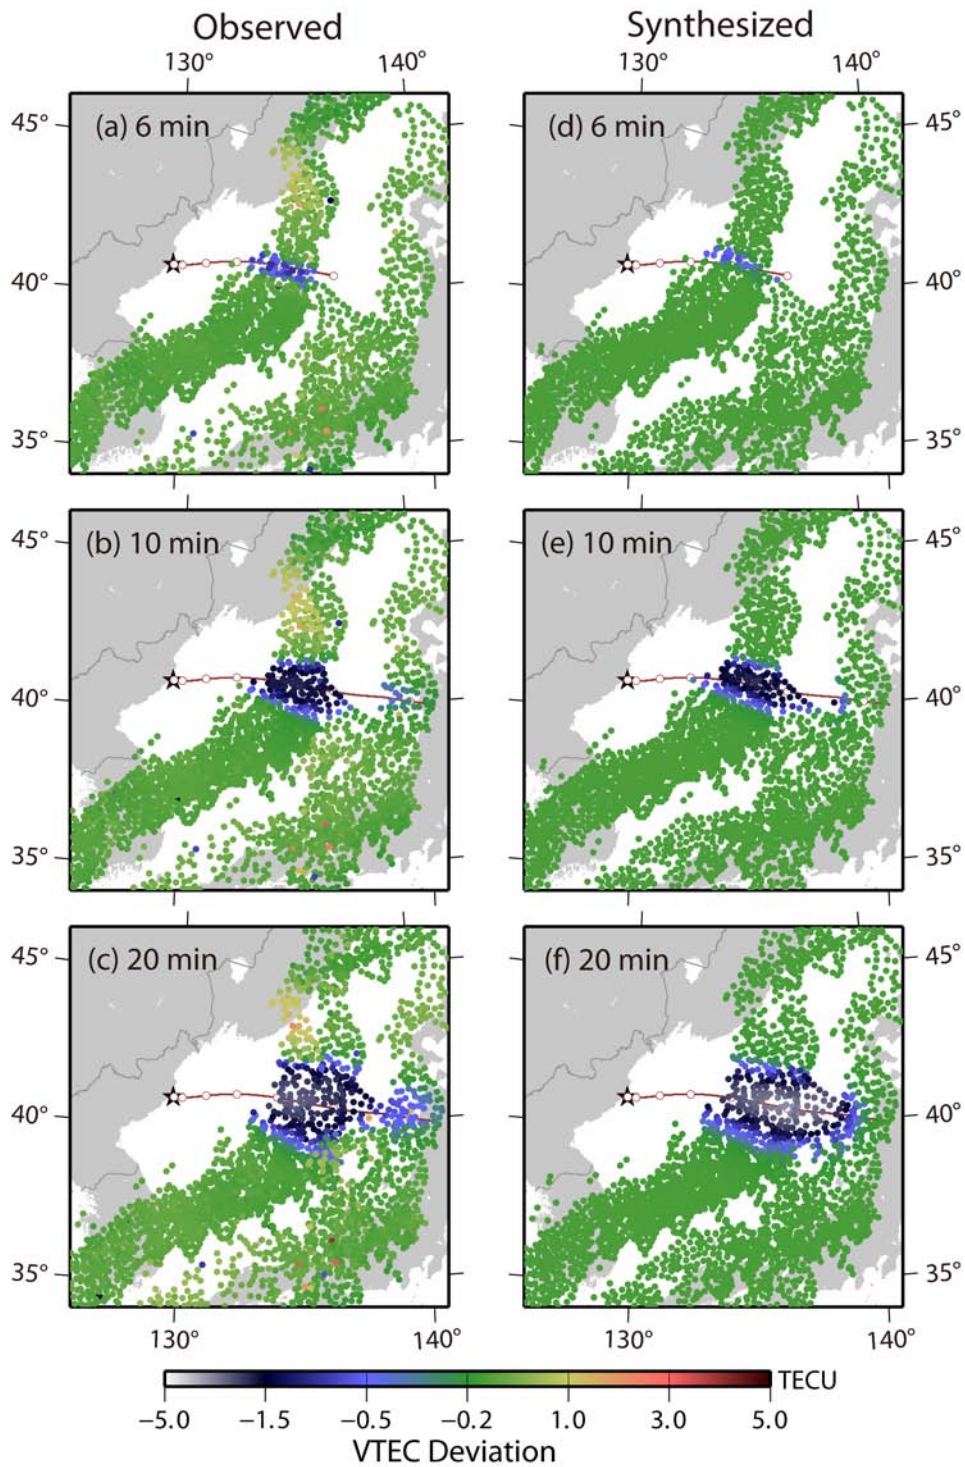 Observed Synthesized
130° 140° 130° 140°
(a) 6 min (d) 6 min
45° 45°
40° 40°
35° 35°
(b) 10 min (e) 10 min
45° 45°
40° 40°
35° 35°
(c) 20 min (f) 20 min
45° 45°
40° 40°
35° 35°
130° 140° 130° 140°
TECU
−5.0 −1.5 −0.5 −0.2 1.0 3.0 5.0
VTEC Deviation